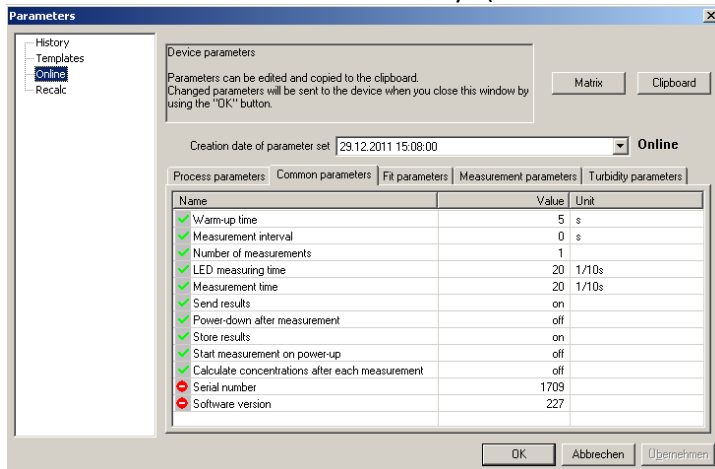 Parameters
History
Templates
Online
Recalc
Device parameters
Parameters can be edited and copied to the clipboard.
Changed parameters will be sent to the device when you close this window by
using the "OK" button.
Matrix
Clipboard
Creation date of parameter set 29.12.2011 15:08:00 Online
Process parameters Common parameters Fit parameters Measurement parameters Turbidity parameters
Name Value Unit
Warm-up time 5 s
Measurement interval 0 s
Number of measurements 1
LED measuring time 20 1/10s
Measurement time 20 1/10s
Send results on
Power-down after measurement off
Store results on
Start measurement on power-up off
Calculate concentrations after each measurement off
Serial number 1709
Software version 227
OK Abbrechen Übernehmen